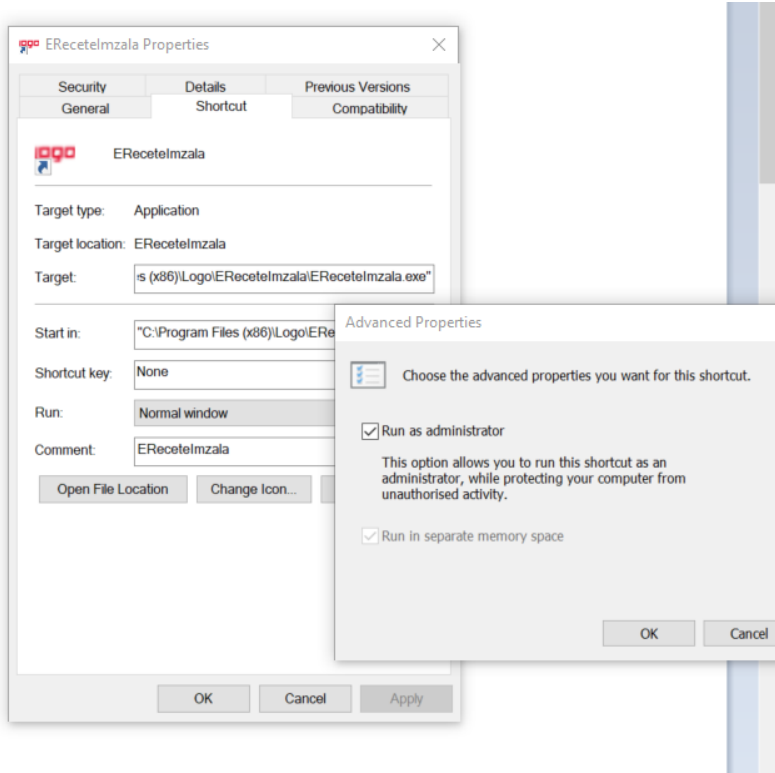 logo EReceteImzala Properties
Security Details Previous Versions
General Shortcut Compatibility
logo EReceteImzala
Target type: Application
Target location: EReceteImzala
Target: s (x86)\Logo\EReceteImzala\EReceteImzala.exe"
Start in: "C:\Program Files (x86)\Logo\ERe
Shortcut key: None
Run: Normal window
Comment: EReceteImzala
Open File Location Change Icon...
OK Cancel Apply
Advanced Properties
Choose the advanced properties you want for this shortcut.
Run as administrator
This option allows you to run this shortcut as an
administrator, while protecting your computer from
unauthorised activity.
Run in separate memory space
OK Cancel